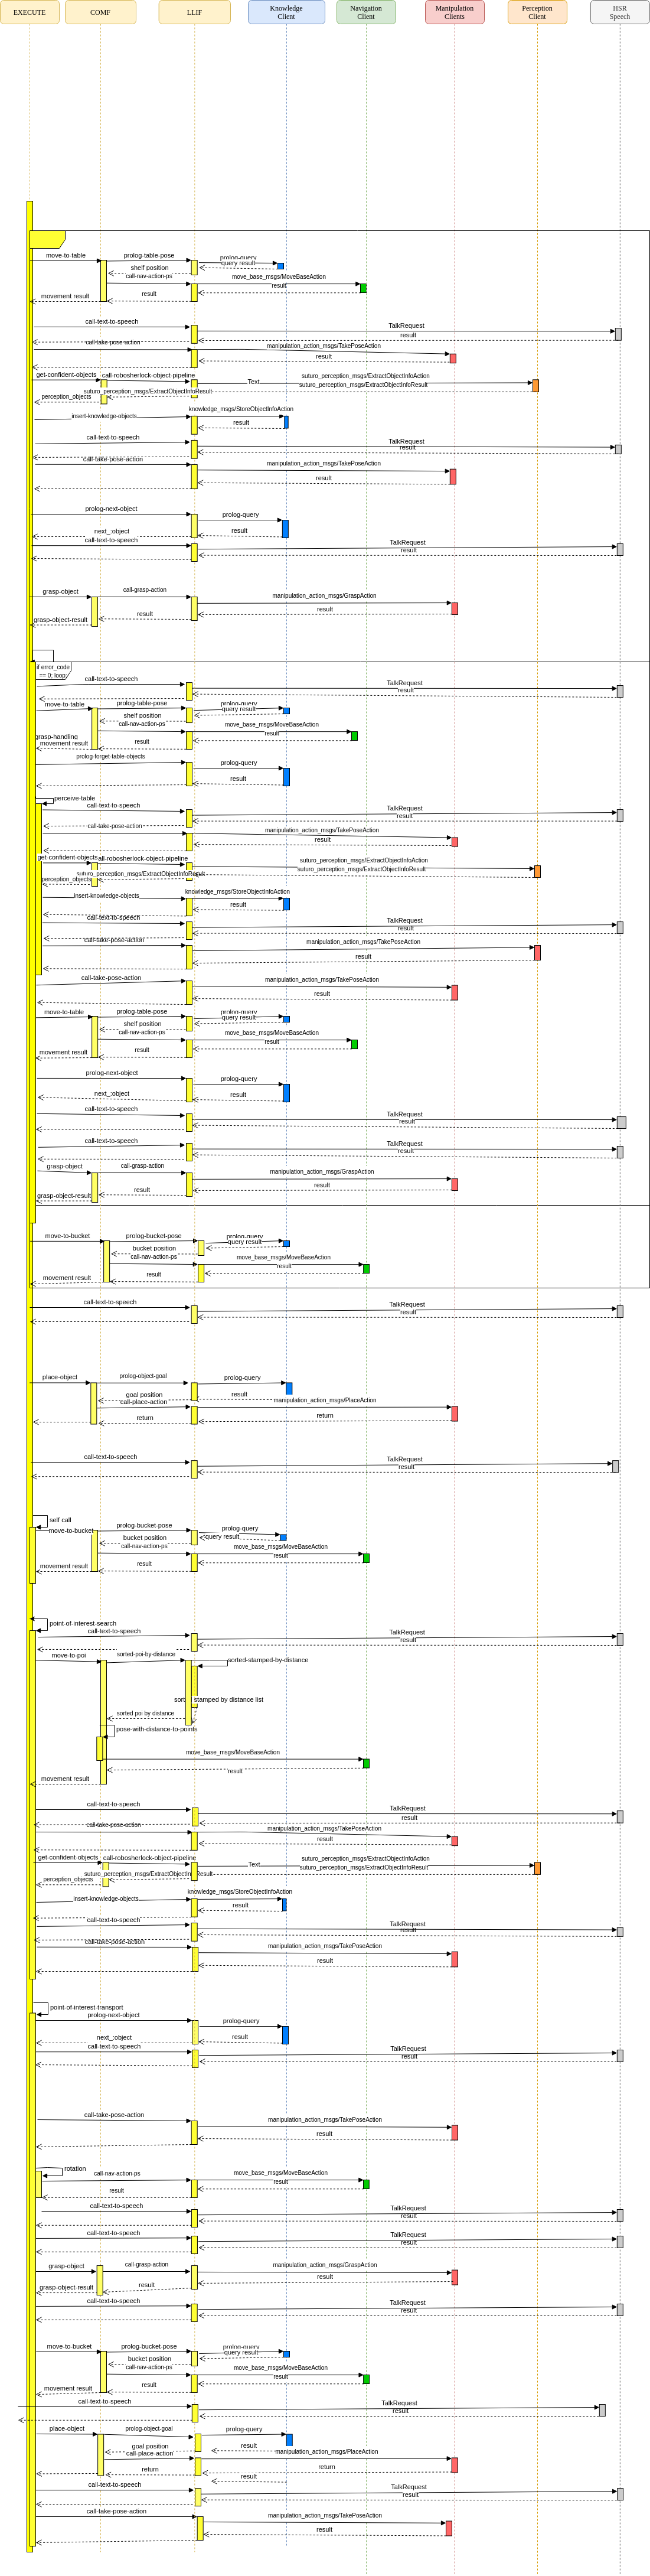 EXECUTE
COMF
LLIF
Knowledge
Client
Navigation
Client
Manipulation
Clients
Perception
Client
HSR
Speech
move-to-table
prolog-table-pose
prolog-query
query result
shelf position
call-nav-action-ps
move_base_msgs/MoveBaseAction
result
result
movement result
call-text-to-speech
TalkRequest
result
call-take-pose-action
manipulation_action_msgs/TakePoseAction
result
get-confident-objects
call-robosherlock-object-pipeline
Text
suturo_perception_msgs/ExtractObjectInfoAction
suturo_perception_msgs/ExtractObjectInfoResult
suturo_perception_msgs/ExtractObjectInfoResult
perception_objects
insert-knowledge-objects
knowledge_msgs/StoreObjectInfoAction
result
call-text-to-speech
TalkRequest
result
call-take-pose-action
manipulation_action_msgs/TakePoseAction
result
prolog-next-object
prolog-query
next_:object
result
call-text-to-speech
TalkRequest
result
grasp-object
call-grasp-action
manipulation_action_msgs/GraspAction
result
result
grasp-object-result
if error_code
== 0; loop
call-text-to-speech
TalkRequest
result
move-to-table
prolog-table-pose
prolog-query
query result
shelf position
call-nav-action-ps
move_base_msgs/MoveBaseAction
result
grasp-handling
result
movement result
prolog-forget-table-objects
prolog-query
result
perceive-table
call-text-to-speech
TalkRequest
result
call-take-pose-action
manipulation_action_msgs/TakePoseAction
result
get-confident-objects
all-robosherlock-object-pipeline
suturo_perception_msgs/ExtractObjectInfoAction
suturo_perception_msgs/ExtractObjectInfoResult
suturo_perception_msgs/ExtractObjectInfoResult
perception_objects
insert-knowledge-objects
knowledge_msgs/StoreObjectInfoAction
result
call-text-to-speech
TalkRequest
result
call-take-pose-action
manipulation_action_msgs/TakePoseAction
result
call-take-pose-action
manipulation_action_msgs/TakePoseAction
result
move-to-table
prolog-table-pose
prolog-query
query result
shelf position
call-nav-action-ps
move_base_msgs/MoveBaseAction
result
result
movement result
prolog-next-object
prolog-query
next_:object
result
call-text-to-speech
TalkRequest
result
call-text-to-speech
TalkRequest
result
grasp-object
call-grasp-action
manipulation_action_msgs/GraspAction
result
result
grasp-object-result
move-to-bucket
prolog-bucket-pose
prolog-query
query result
bucket position
call-nav-action-ps
move_base_msgs/MoveBaseAction
result
result
movement result
call-text-to-speech
TalkRequest
result
place-object
prolog-object-goal
prolog-query
goal position
result
call-place-action
manipulation_action_msgs/PlaceAction
return
return
call-text-to-speech
TalkRequest
result
self call
move-to-bucket
prolog-bucket-pose
prolog-query
query result
bucket position
call-nav-action-ps
move_base_msgs/MoveBaseAction
result
result
movement result
point-of-interest-search
call-text-to-speech
TalkRequest
result
move-to-poi
sorted-poi-by-distance
sorted-stamped-by-distance
sort stamped by distance list
sorted poi by distance
pose-with-distance-to-points
move_base_msgs/MoveBaseAction
result
movement result
call-text-to-speech
TalkRequest
result
call-take-pose-action
manipulation_action_msgs/TakePoseAction
result
get-confident-objects
call-robosherlock-object-pipeline
Text
suturo_perception_msgs/ExtractObjectInfoAction
suturo_perception_msgs/ExtractObjectInfoResult
suturo_perception_msgs/ExtractObjectInfoResult
perception_objects
insert-knowledge-objects
knowledge_msgs/StoreObjectInfoAction
result
call-text-to-speech
TalkRequest
result
call-take-pose-action
manipulation_action_msgs/TakePoseAction
result
point-of-interest-transport
prolog-next-object
prolog-query
next_:object
result
call-text-to-speech
TalkRequest
result
call-take-pose-action
manipulation_action_msgs/TakePoseAction
result
rotation
call-nav-action-ps
move_base_msgs/MoveBaseAction
result
result
call-text-to-speech
TalkRequest
result
call-text-to-speech
TalkRequest
result
grasp-object
call-grasp-action
manipulation_action_msgs/GraspAction
result
result
grasp-object-result
call-text-to-speech
TalkRequest
result
move-to-bucket
prolog-bucket-pose
prolog-query
query result
bucket position
call-nav-action-ps
move_base_msgs/MoveBaseAction
result
result
movement result
call-text-to-speech
TalkRequest
result
place-object
prolog-object-goal
prolog-query
goal position
result
call-place-action
manipulation_action_msgs/PlaceAction
return
return
result
call-text-to-speech
TalkRequest
result
call-take-pose-action
manipulation_action_msgs/TakePoseAction
result